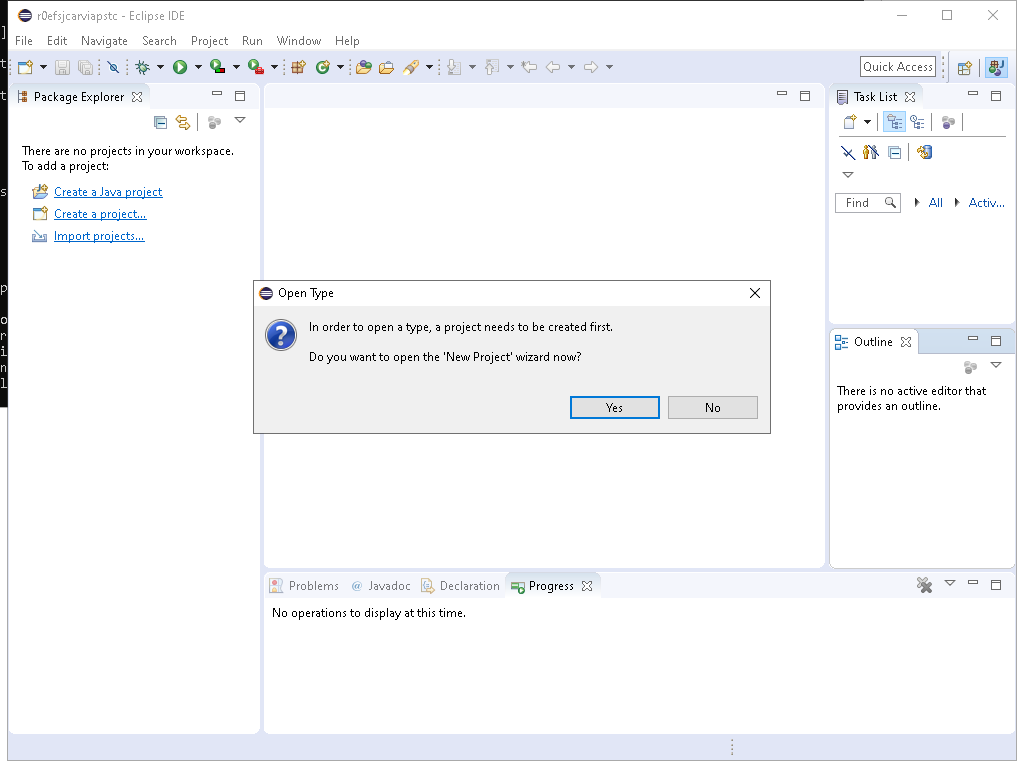 r0efsjcarviapstc - Eclipse IDE
File Edit Navigate Search Project Run Window Help
Quick Access
Package Explorer
There are no projects in your workspace.
To add a project:
Create a Java project
Create a project...
Import projects...
Task List
Find All Activ...
Open Type
In order to open a type, a project needs to be created first.
Do you want to open the 'New Project' wizard now?
Yes No
Outline
There is no active editor that
provides an outline.
Problems @ Javadoc Declaration Progress
No operations to display at this time.